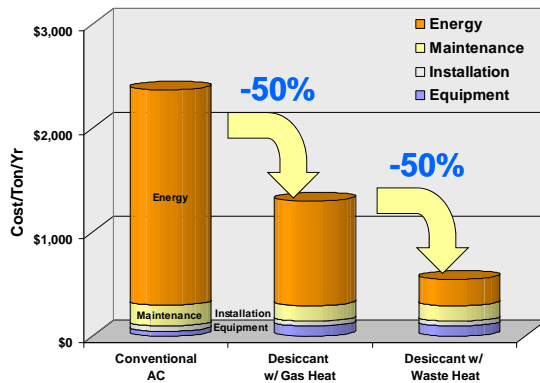 $3,000
$2,000
$1,000
$0
Cost/Ton/Yr
Energy
Maintenance
Installation
Equipment
-50%
-50%
Energy
Maintenance
Installation
Equipment
Conventional
AC
Desiccant
w/ Gas Heat
Desiccant w/
Waste Heat